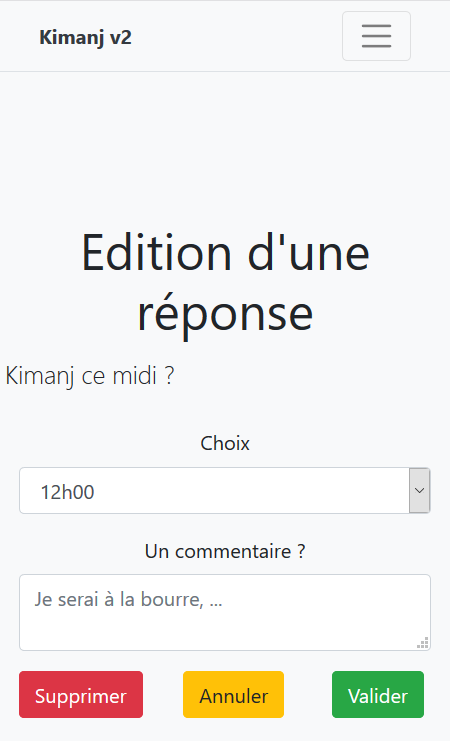 Kimanj v2
Edition d'une
réponse
Kimanj ce midi ?
Choix
12h00
Un commentaire ?
Je serai à la bourre, ...
Supprimer
Annuler
Valider